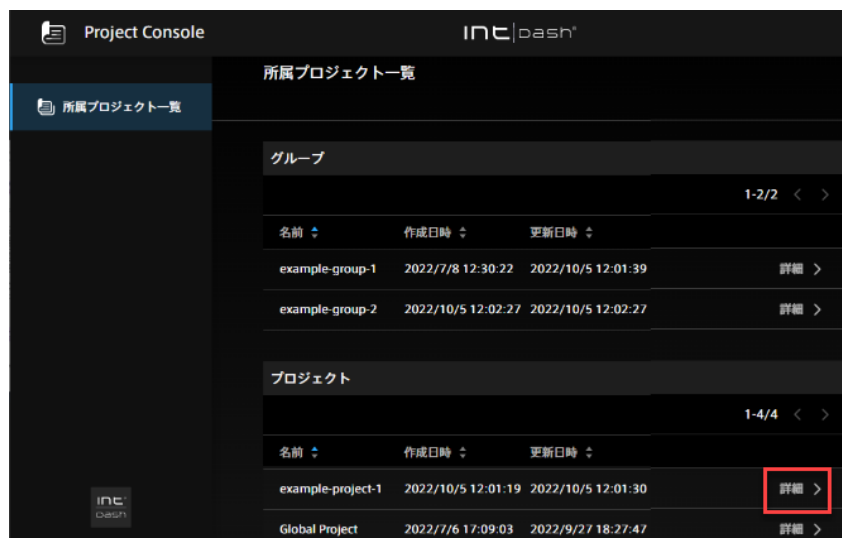 Project Console
int|dash®
所属プロジェクト一覧
所属プロジェクト一覧
グループ
1-2/2
名前 作成日時 更新日時
example-group-1 2022/7/8 12:30:22 2022/10/5 12:01:39 詳細
example-group-2 2022/10/5 12:02:27 2022/10/5 12:02:27 詳細
プロジェクト
1-4/4
名前 作成日時 更新日時
example-project-1 2022/10/5 12:01:19 2022/10/5 12:01:30 詳細
Global Project 2022/7/6 17:09:03 2022/9/27 18:27:47 詳細
int
dash